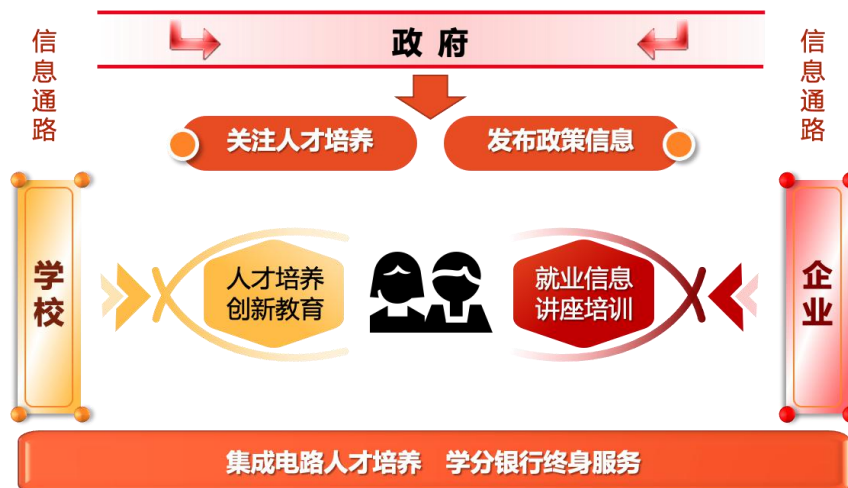 政府
信息通路
信息通路
关注人才培养
发布政策信息
学校
人才培养
创新教育
就业信息
讲座培训
企业
集成电路人才培养 学分银行终身服务